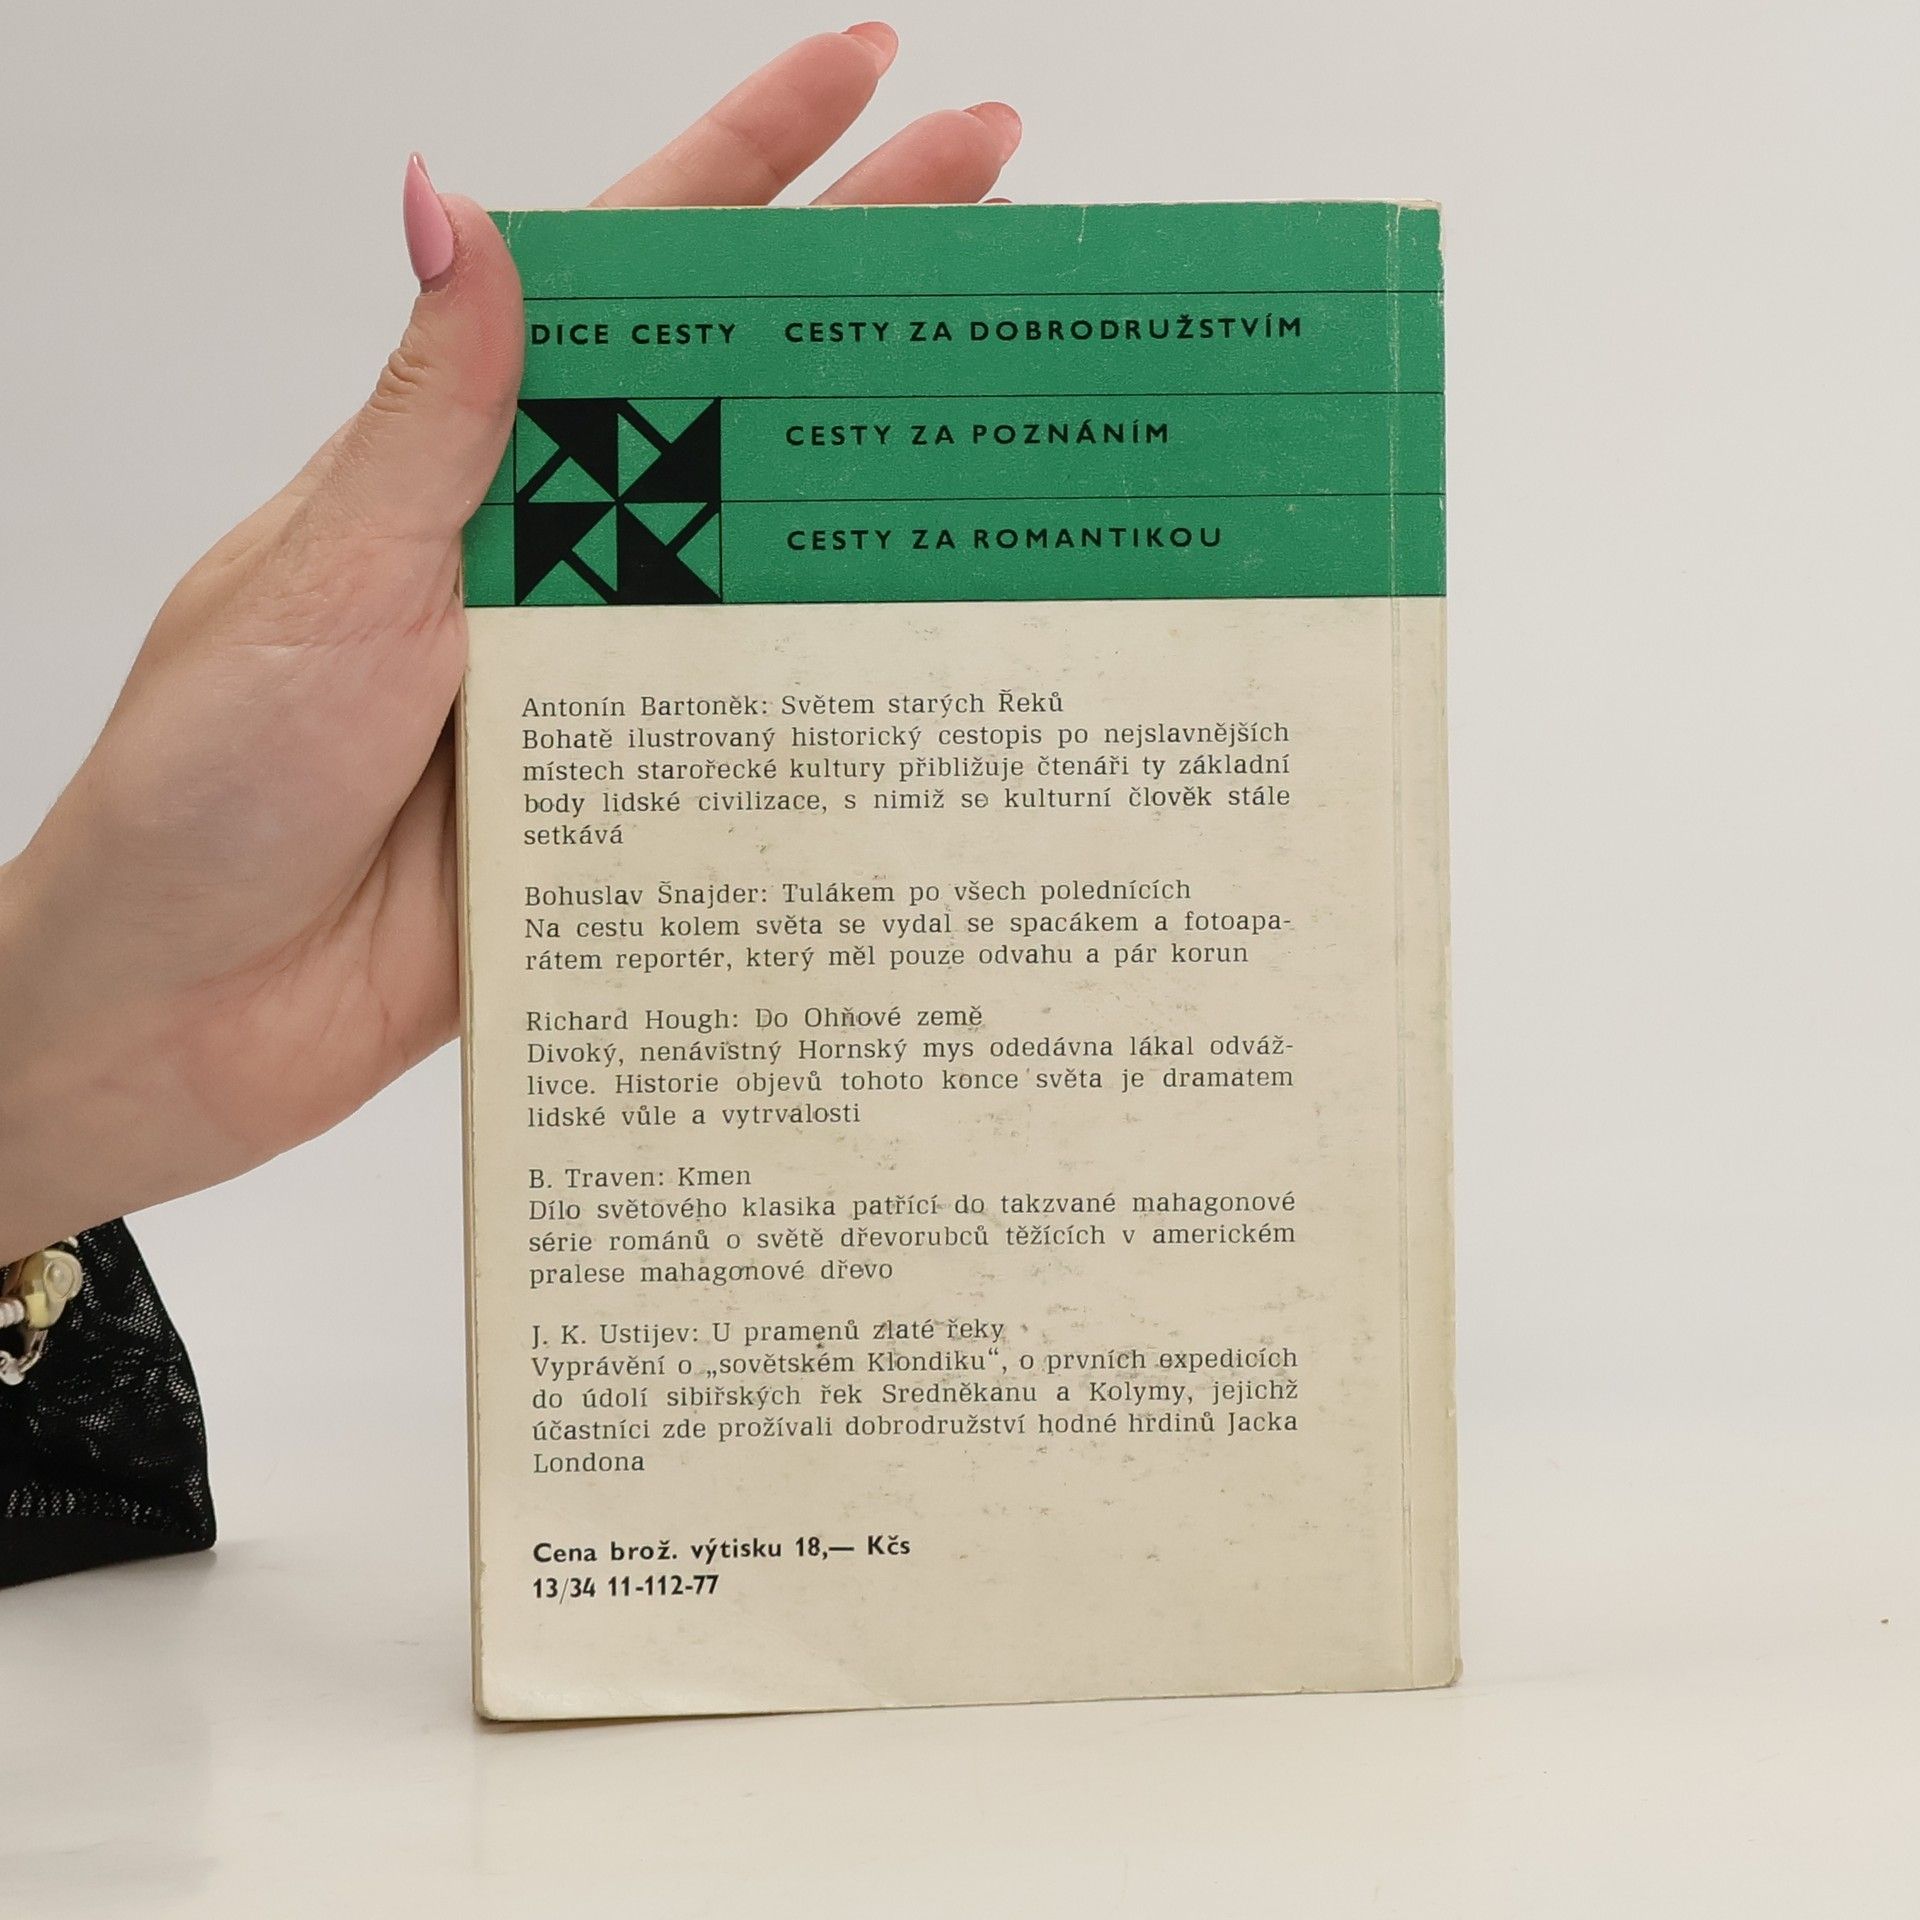 DICE CESTY CESTY ZA DOBRODRUŽSTVÍM
CESTY ZA POZNÁNÍM
CESTY ZA ROMANTIKOU
Antonín Bartoněk: Světem starých Řeků
Bohatě ilustrovaný historický cestopis po nejslavnějších
místech starořecké kultury přibližuje čtenáři ty základní
body lidské civilizace, s nimiž se kulturní člověk stále
setkává
Bohuslav Šnajder: Tulákem po všech polednících
Na cestu kolem světa se vydal se spacákem a fotoapa-
rátem reportér, který měl pouze odvahu a pár korun
Richard Hough: Do Ohňové země
Divoký, nenávistný Hornský mys odedávna lákal odváž-
livce. Historie objevů tohoto konce světa je dramatem
lidské vůle a vytrvalosti
B. Traven: Kmen
Dílo světového klasika patřící do takzvané mahagonové
série románů o světě dřevorubců těžících v americkém
pralese mahagonové dřevo
J. K. Ustijev: U pramenů zlaté řeky
Vyprávění o „sovětském Klondiku“, o prvních expedicích
do údolí sibiřských řek Sredněkanu a Kolymy, jejichž
účastníci zde prožívali dobrodružství hodné hrdinů Jacka
Londona
Cena brož. výtisku 18,— Kčs
13/34 11-112-77